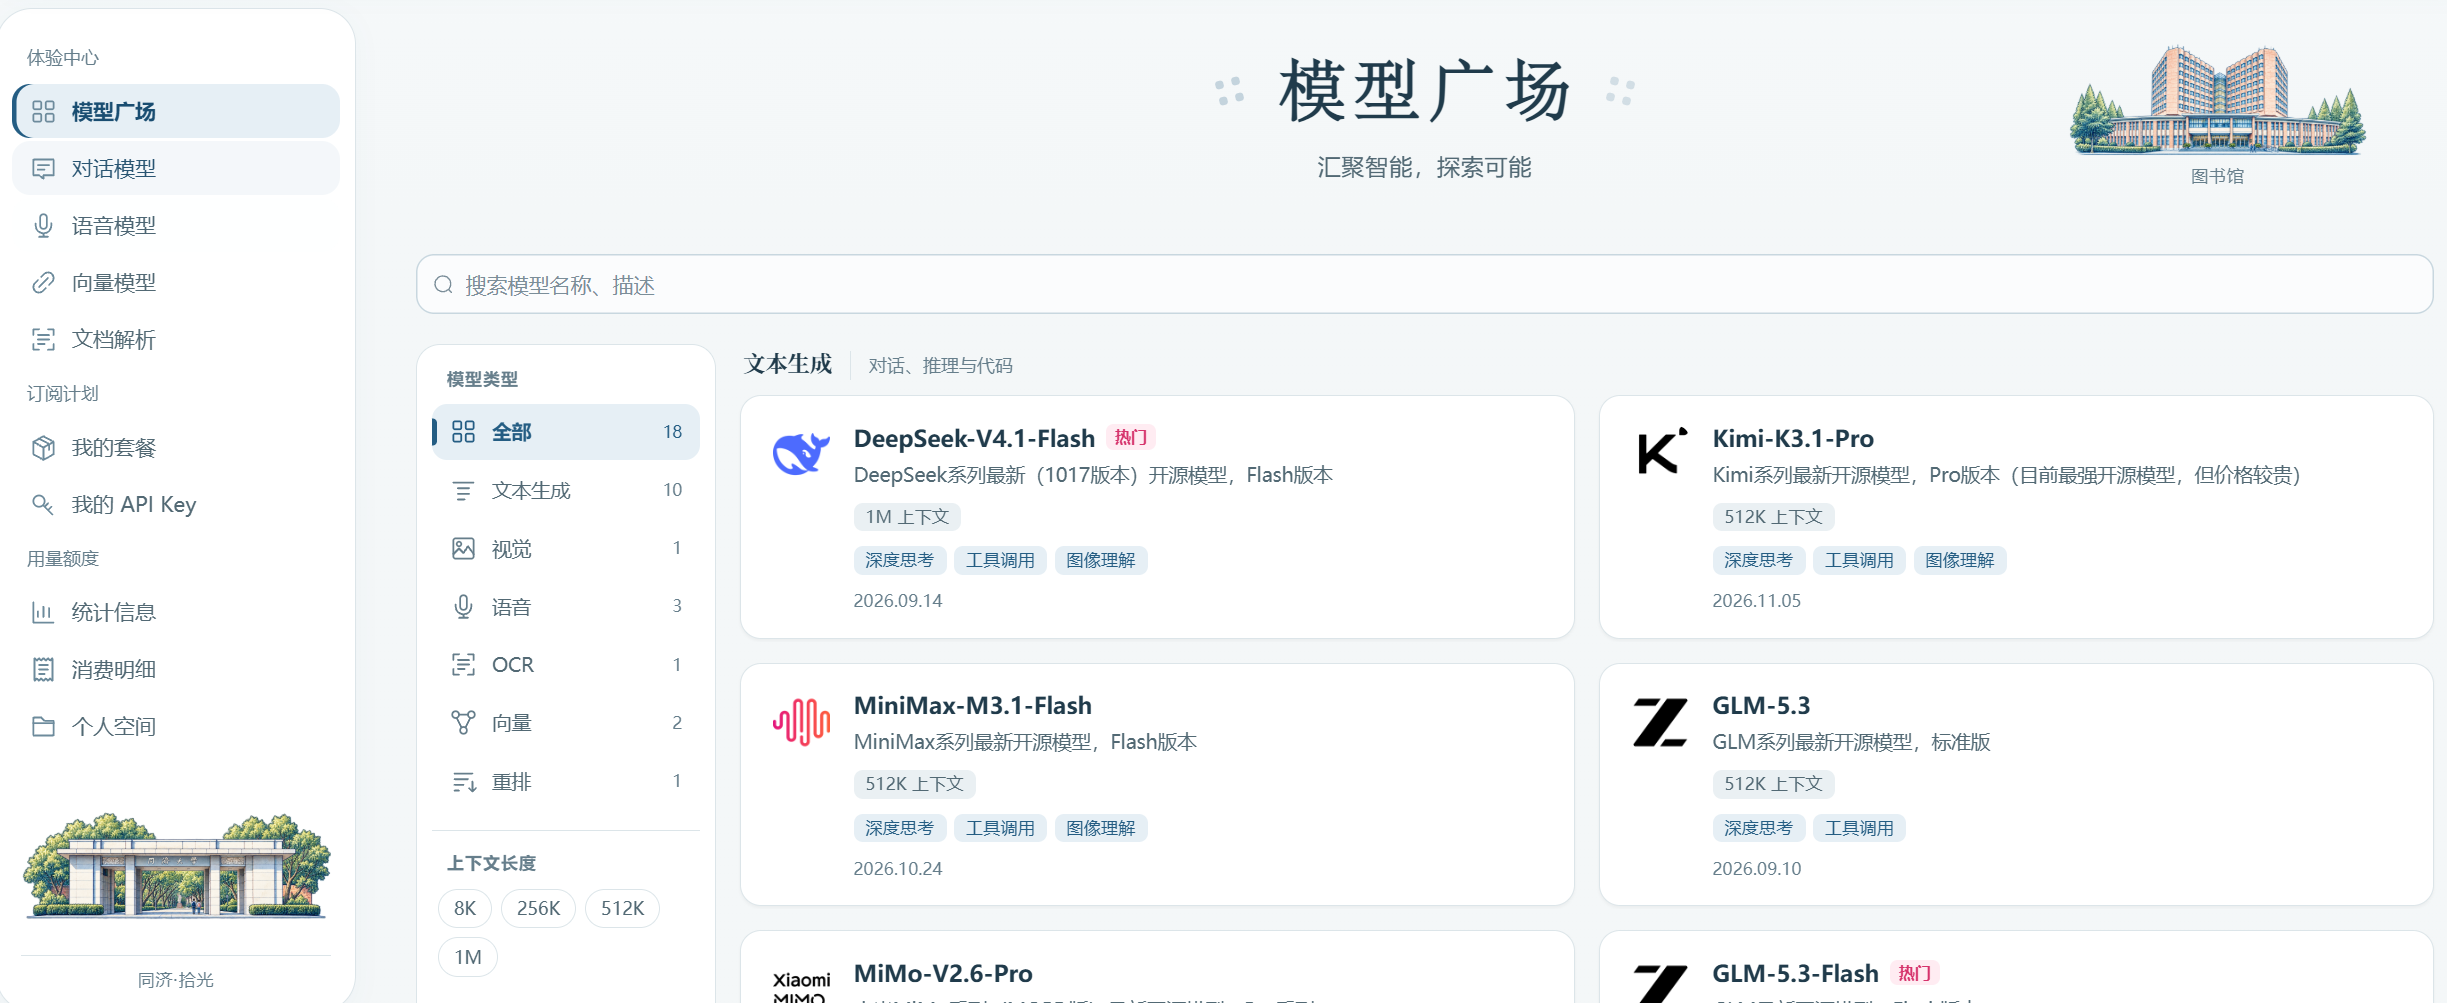 体验中心
模型广场
对话模型
语音模型
向量模型
文档解析
订阅计划
我的套餐
我的 API Key
用量额度
统计信息
消费明细
个人空间
同济大学
同济·拾光
模型广场
汇聚智能，探索可能
图书馆
搜索模型名称、描述
模型类型
全部 18
文本生成 10
视觉 1
语音 3
OCR 1
向量 2
重排 1
上下文长度
8K 256K 512K
1M
文本生成 对话、推理与代码
DeepSeek-V4.1-Flash 热门
DeepSeek系列最新（1017版本）开源模型，Flash版本
1M 上下文
深度思考 工具调用 图像理解
2026.09.14
Kimi-K3.1-Pro
Kimi系列最新开源模型，Pro版本（目前最强开源模型，但价格较贵）
512K 上下文
深度思考 工具调用 图像理解
2026.11.05
MiniMax-M3.1-Flash
MiniMax系列最新开源模型，Flash版本
512K 上下文
深度思考 工具调用 图像理解
2026.10.24
GLM-5.3
GLM系列最新开源模型，标准版
512K 上下文
深度思考 工具调用
2026.09.10
Xiaomi
MIMO
MiMo-V2.6-Pro
GLM-5.3-Flash 热门